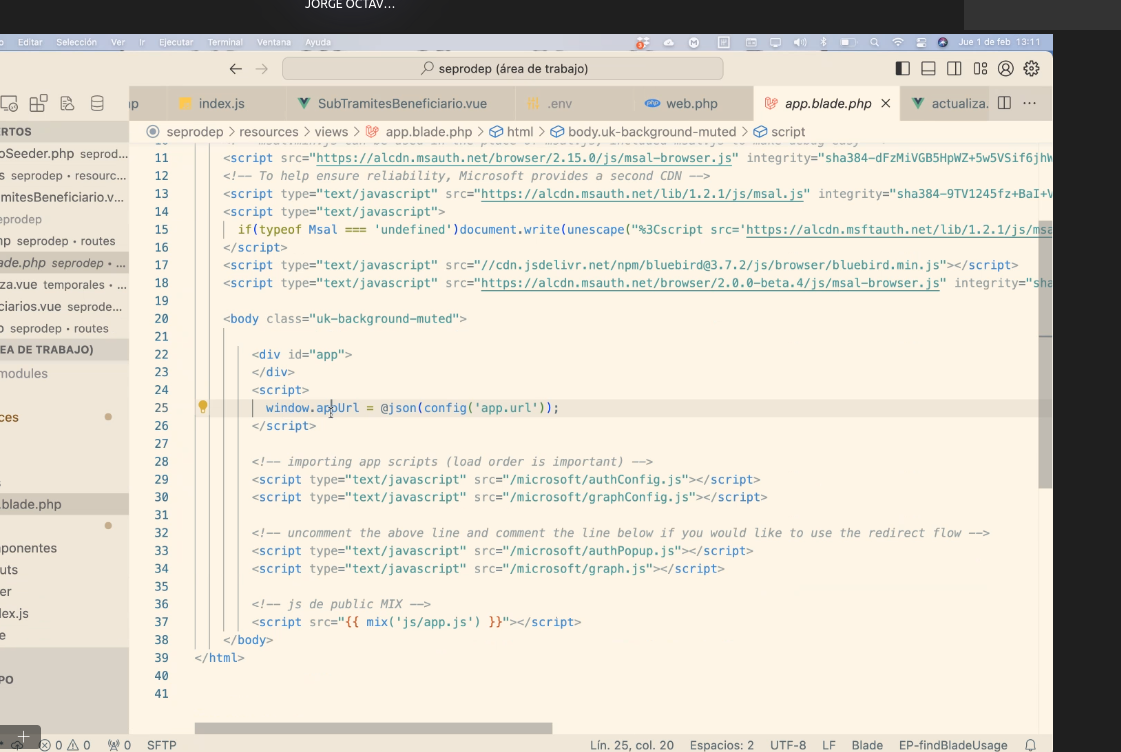 JORGE OCTAV...
Editar Selección Ver Ir Ejecutar Terminal Ventana Ayuda
Jue 1 de feb 13:11
seprodep (área de trabajo)
index.js SubTramitesBeneficiario.vue .env web.php app.blade.php actualiza.
seprodep > resources > views > app.blade.php > html > body.uk-background-muted > script
11 <script src="https://alcdn.msauth.net/browser/2.15.0/js/msal-browser.js" integrity="sha384-dFzMiVGB5HpWZ+5w5VSif6jhW
12 <!-- To help ensure reliability, Microsoft provides a second CDN -->
13 <script type="text/javascript" src="https://alcdn.msauth.net/lib/1.2.1/js/msal.js" integrity="sha384-9TV1245fz+BaI+V
14 <script type="text/javascript">
15 if(typeof Msal === 'undefined')document.write(unescape("%3Cscript src='https://alcdn.msftauth.net/lib/1.2.1/js/msa
16 </script>
17 <script type="text/javascript" src="//cdn.jsdelivr.net/npm/bluebird@3.7.2/js/browser/bluebird.min.js"></script>
18 <script type="text/javascript" src="https://alcdn.msauth.net/browser/2.0.0-beta.4/js/msal-browser.js" integrity="sha
19
20 <body class="uk-background-muted">
21
22 <div id="app">
23 </div>
24 <script>
25 window.appUrl = @json(config('app.url'));
26 </script>
27
28 <!-- importing app scripts (load order is important) -->
29 <script type="text/javascript" src="/microsoft/authConfig.js"></script>
30 <script type="text/javascript" src="/microsoft/graphConfig.js"></script>
31
32 <!-- uncomment the above line and comment the line below if you would like to use the redirect flow -->
33 <script type="text/javascript" src="/microsoft/authPopup.js"></script>
34 <script type="text/javascript" src="/microsoft/graph.js"></script>
35
36 <!-- js de public MIX -->
37 <script src="{{ mix('js/app.js') }}"></script>
38 </body>
39 </html>
40
41
ERTOS
oSeeder.php seprod...
s seprodep • resourc...
amitesBeneficiario.v...
seprodep
hp seprodep • routes
lade.php seprodep • ...
za.vue temporales • ...
ciarios.vue seprode...
p seprodep • routes
EA DE TRABAJO)
modules
ces
s
.blade.php
ponentes
uts
er
dex.js
e
PO
0 0 0 SFTP
Lín. 25, col. 20 Espacios: 2 UTF-8 LF Blade EP-findBladeUsage